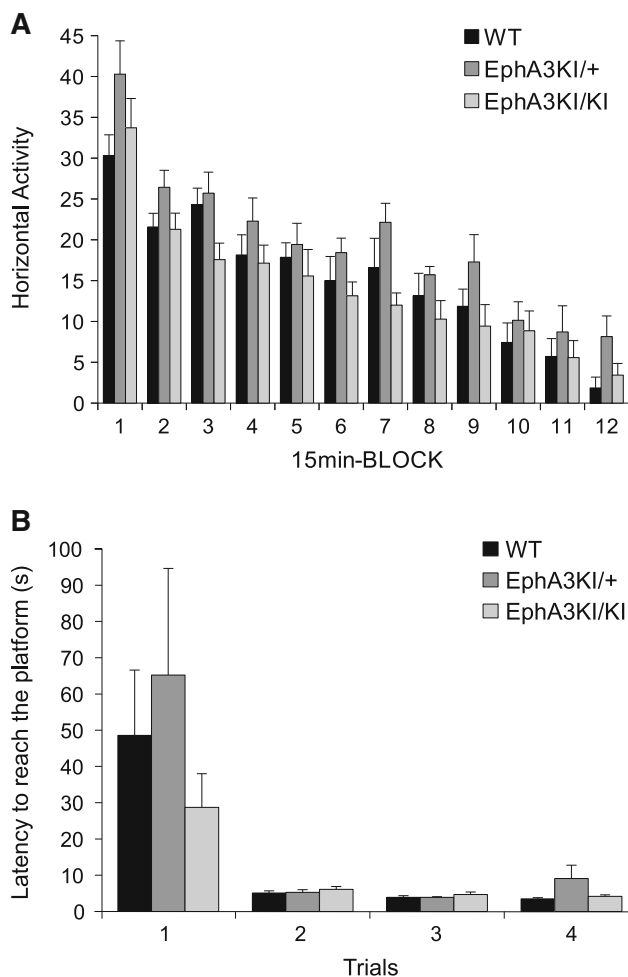 A
WT
EphA3KI/+
EphA3KI/KI
Horizontal Activity
45
40
35
30
25
20
15
10
5
0
1 2 3 4 5 6 7 8 9 10 11 12
15min-BLOCK
B
WT
EphA3KI/+
EphA3KI/KI
Latency to reach the platform (s)
100
90
80
70
60
50
40
30
20
10
0
1 2 3 4
Trials